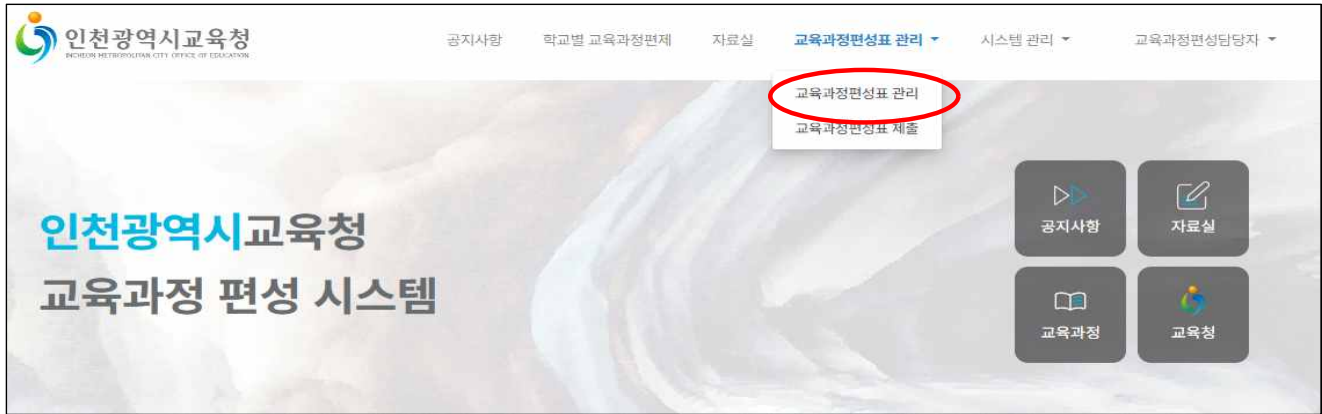 인천광역시교육청
INCHEON METROPOLITAN CITY OFFICE OF EDUCATION
공지사항 학교별 교육과정편제 자료실 교육과정편성표 관리 시스템 관리 교육과정편성담당자
교육과정편성표 관리
교육과정편성표 제출
인천광역시교육청
교육과정 편성 시스템
공지사항 자료실
교육과정 교육청